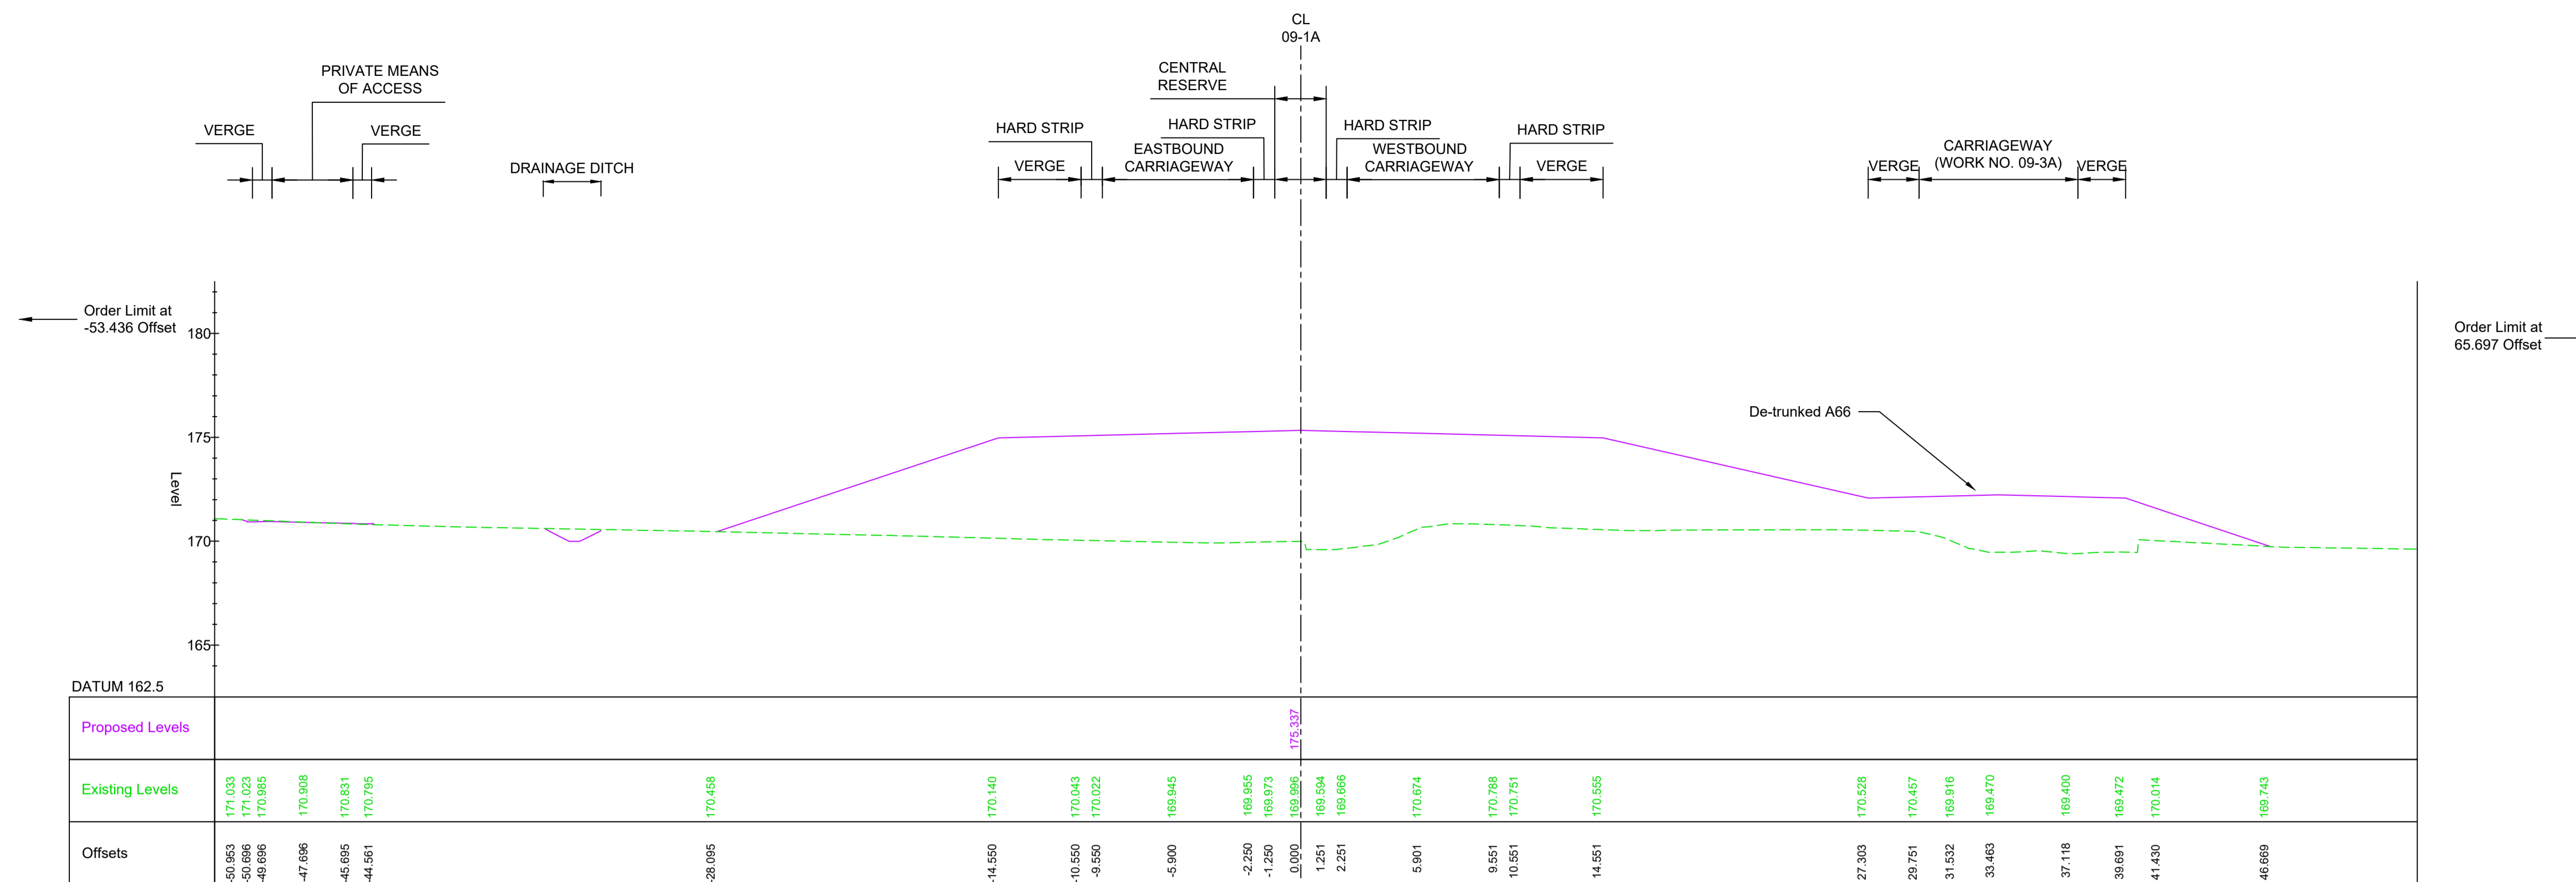 CL
09-1A
PRIVATE MEANS
OF ACCESS
VERGE
VERGE
DRAINAGE DITCH
CENTRAL
RESERVE
HARD STRIP
HARD STRIP
HARD STRIP
HARD STRIP
VERGE
EASTBOUND
CARRIAGEWAY
WESTBOUND
CARRIAGEWAY
VERGE
VERGE
CARRIAGEWAY
(WORK NO. 09-3A)
VERGE
Order Limit at
-53.436 Offset
Order Limit at
65.697 Offset
180
175
170
165
Level
De-trunked A66
DATUM 162.5
Proposed Levels
175.337
Existing Levels
171.033
171.023
170.985
170.908
170.831
170.795
170.458
170.140
170.043
170.022
169.945
169.955
169.973
169.996
169.594
169.666
170.674
170.788
170.751
170.555
170.528
170.457
169.916
169.470
169.400
169.472
170.014
169.743
Offsets
-50.953
-50.696
-49.696
-47.696
-45.695
-44.561
-28.095
-14.550
-10.550
-9.550
-5.900
-2.250
-1.250
0.000
1.251
2.251
5.901
9.551
10.551
14.551
27.303
29.751
31.532
33.463
37.118
39.691
41.430
46.669